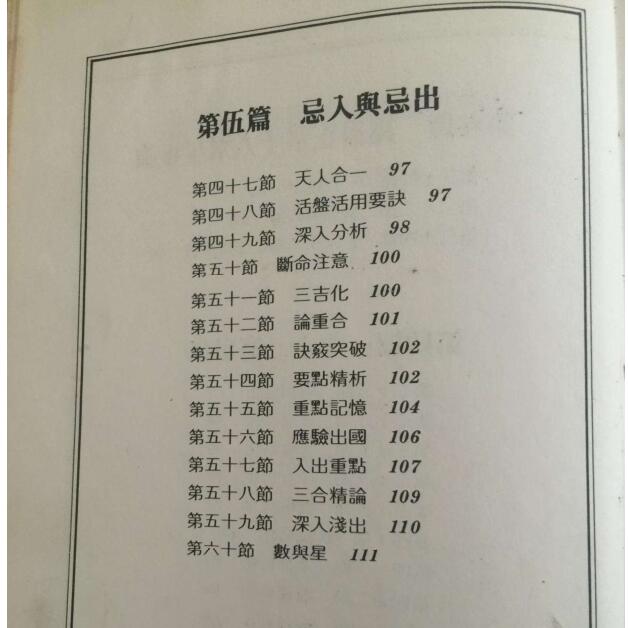 第伍篇 忌入與忌出
第四十七節 天人合一 97
第四十八節 活盤活用要訣 97
第四十九節 深入分析 98
第五十節 斷命注意 100
第五十一節 三吉化 100
第五十二節 論重合 101
第五十三節 訣竅突破 102
第五十四節 要點精析 102
第五十五節 重點記憶 104
第五十六節 應驗出國 106
第五十七節 入出重點 107
第五十八節 三合精論 109
第五十九節 深入淺出 110
第六十節 數與星 111